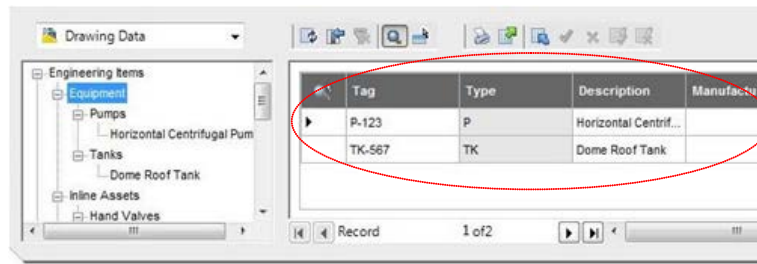 Drawing Data
Engineering Items
Equipment
Pumps
Horizontal Centrifugal Pum
Tanks
Dome Roof Tank
Inline Assets
Hand Valves
Tag Type Description Manufactu
P-123 P Horizontal Centrif...
TK-567 TK Dome Roof Tank
Record 1 of2